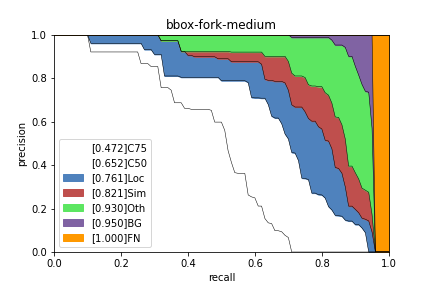 bbox-fork-medium
precision
1.0
0.8
0.6
0.4
0.2
0.0
[0.472]C75
[0.652]C50
[0.761]Loc
[0.821]Sim
[0.930]Oth
[0.950]BG
[1.000]FN
0.0 0.2 0.4 0.6 0.8 1.0
recall